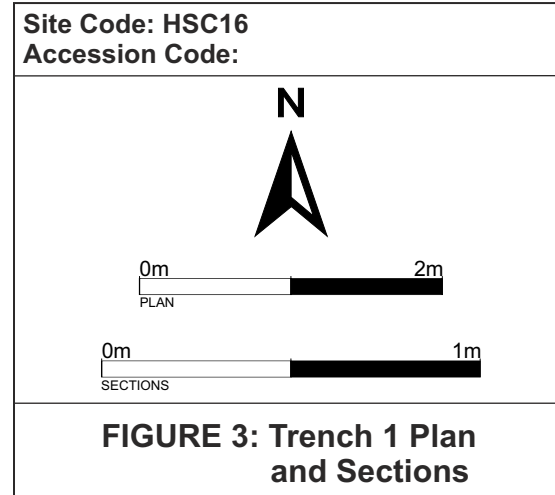 Site Code: HSC16
Accession Code:
N
0m 2m
PLAN
0m 1m
SECTIONS
FIGURE 3: Trench 1 Plan
and Sections